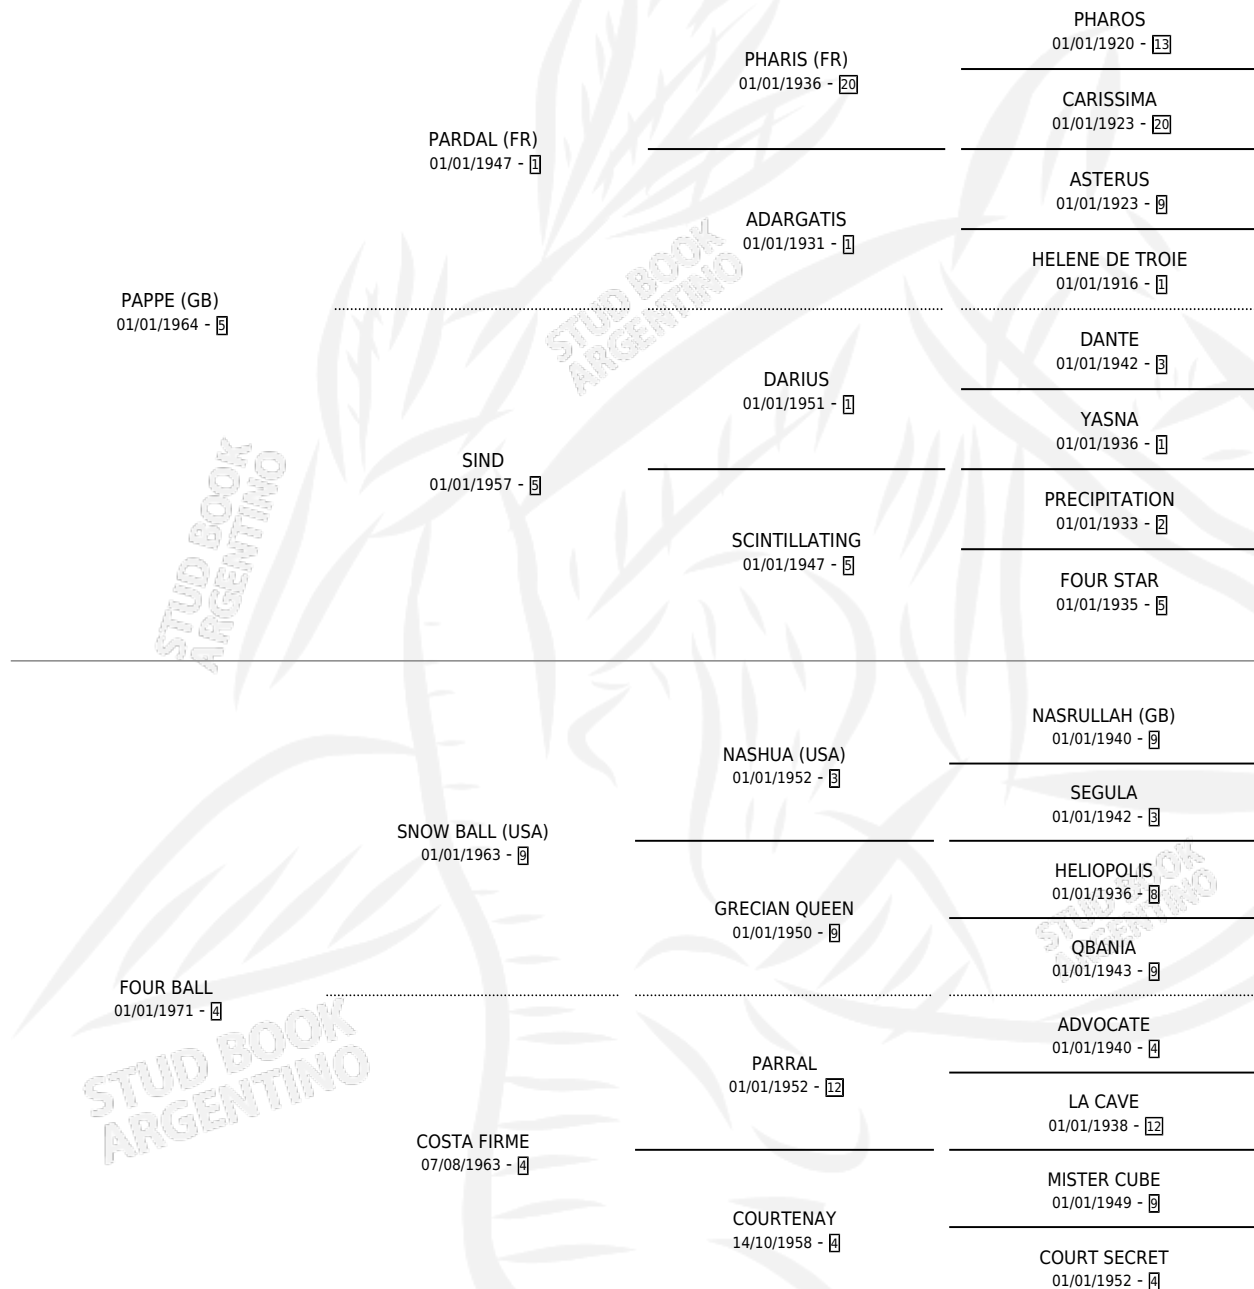 PHAROS
01/01/1920 - 13
PHARIS (FR)
01/01/1936 - 20
CARISSIMA
01/01/1923 - 20
PARDAL (FR)
01/01/1947 - 1
ASTERUS
01/01/1923 - 9
ADARGATIS
01/01/1931 - 1
HELENE DE TROIE
01/01/1916 - 1
PAPPE (GB)
01/01/1964 - 5
STUD BOOK
ARGENTINO
DANTE
01/01/1942 - 3
DARIUS
01/01/1951 - 1
YASNA
01/01/1936 - 1
SIND
01/01/1957 - 5
PRECIPITATION
01/01/1933 - 2
SCINTILLATING
01/01/1947 - 5
FOUR STAR
01/01/1935 - 5
STUD BOOK
ARGENTINO
NASRULLAH (GB)
01/01/1940 - 9
NASHUA (USA)
01/01/1952 - 3
SEGULA
01/01/1942 - 3
SNOW BALL (USA)
01/01/1963 - 9
HELIOPOLIS
01/01/1936 - 8
GRECIAN QUEEN
01/01/1950 - 9
QBANIA
01/01/1943 - 9
STUD BOOK
ARGENTINO
FOUR BALL
01/01/1971 - 4
STUD BOOK
ARGENTINO
ADVOCATE
01/01/1940 - 4
PARRAL
01/01/1952 - 12
LA CAVE
01/01/1938 - 12
COSTA FIRME
07/08/1963 - 4
MISTER CUBE
01/01/1949 - 9
COURTENAY
14/10/1958 - 4
COURT SECRET
01/01/1952 - 4